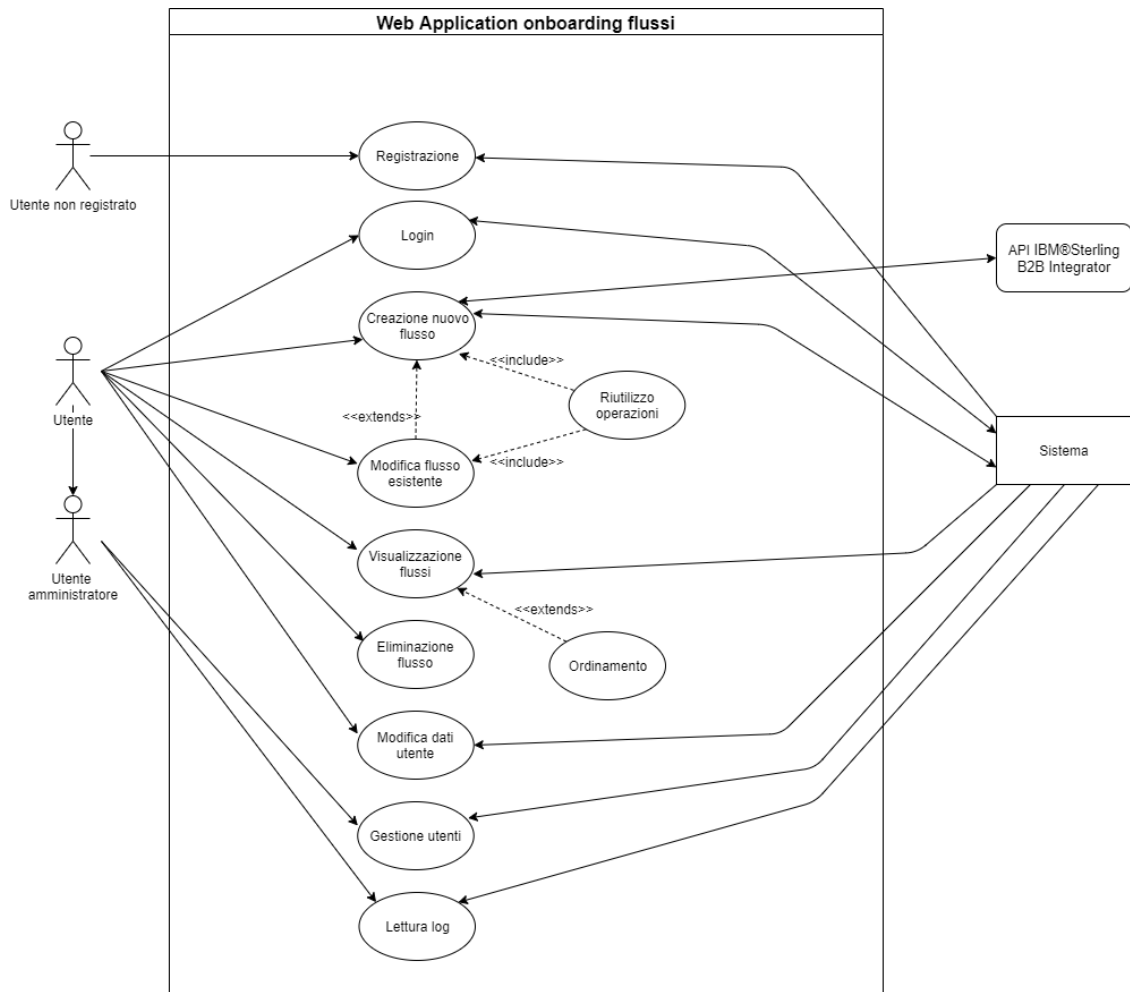 Web Application onboarding flussi
Registrazione
Utente non registrato
Login
API IBM®Sterling
B2B Integrator
Creazione nuovo
flusso
<<include>>
Riutilizzo
operazioni
Utente
<<extends>>
Sistema
Modifica flusso
esistente
<<include>>
Visualizzazione
flussi
Utente
amministratore
<<extends>>
Eliminazione
flusso
Ordinamento
Modifica dati
utente
Gestione utenti
Lettura log